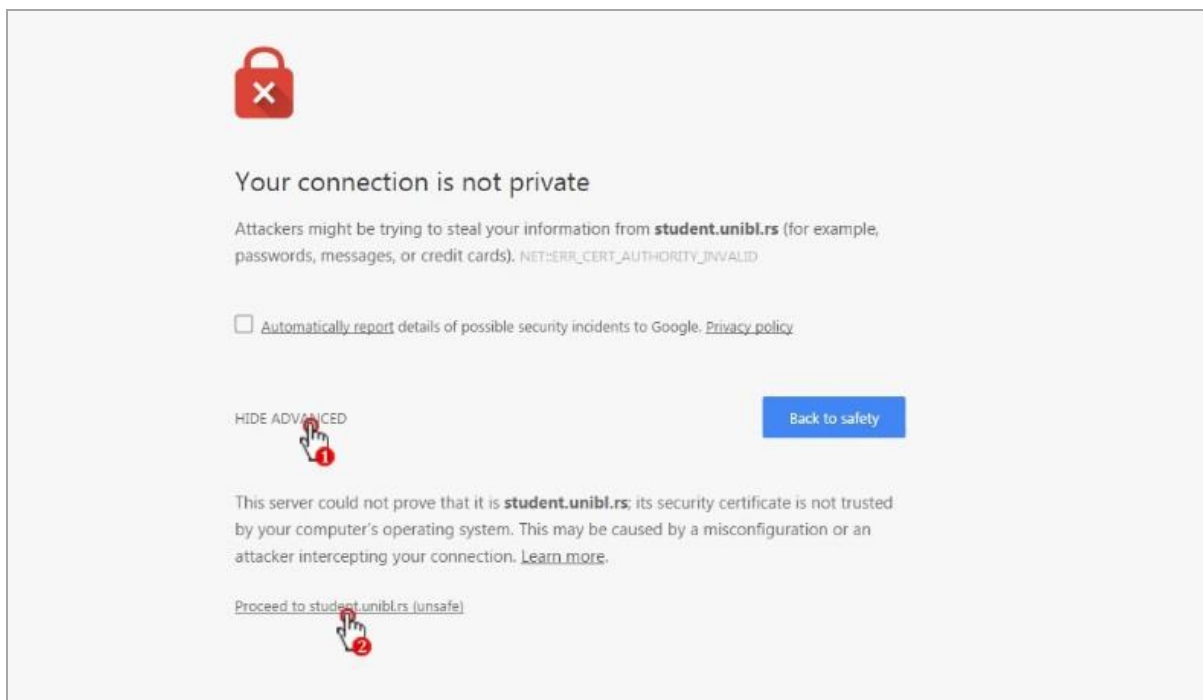 Your connection is not private
Attackers might be trying to steal your information from student.unibl.rs (for example,
passwords, messages, or credit cards). NET::ERR_CERT_AUTHORITY_INVALID
Automatically report details of possible security incidents to Google. Privacy policy
HIDE ADVANCED
Back to safety
1
This server could not prove that it is student.unibl.rs; its security certificate is not trusted
by your computer's operating system. This may be caused by a misconfiguration or an
attacker intercepting your connection. Learn more.
Proceed to student.unibl.rs (unsafe)
2